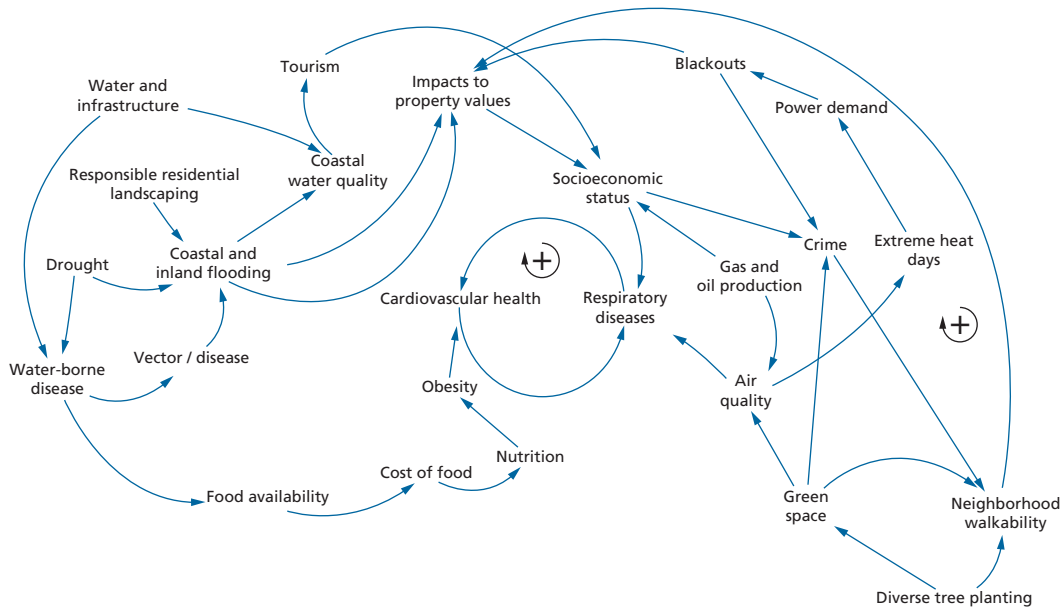 Tourism
Impacts to
property values
Blackouts
Water and
infrastructure
Power demand
Coastal
water quality
Responsible residential
landscaping
Socioeconomic
status
Coastal and
inland flooding
Crime
Extreme heat
days
Drought
Gas and
oil production
+
Cardiovascular health
Respiratory
diseases
+
Water-borne
disease
Vector / disease
Obesity
Air
quality
Nutrition
Cost of food
Food availability
Green
space
Neighborhood
walkability
Diverse tree planting